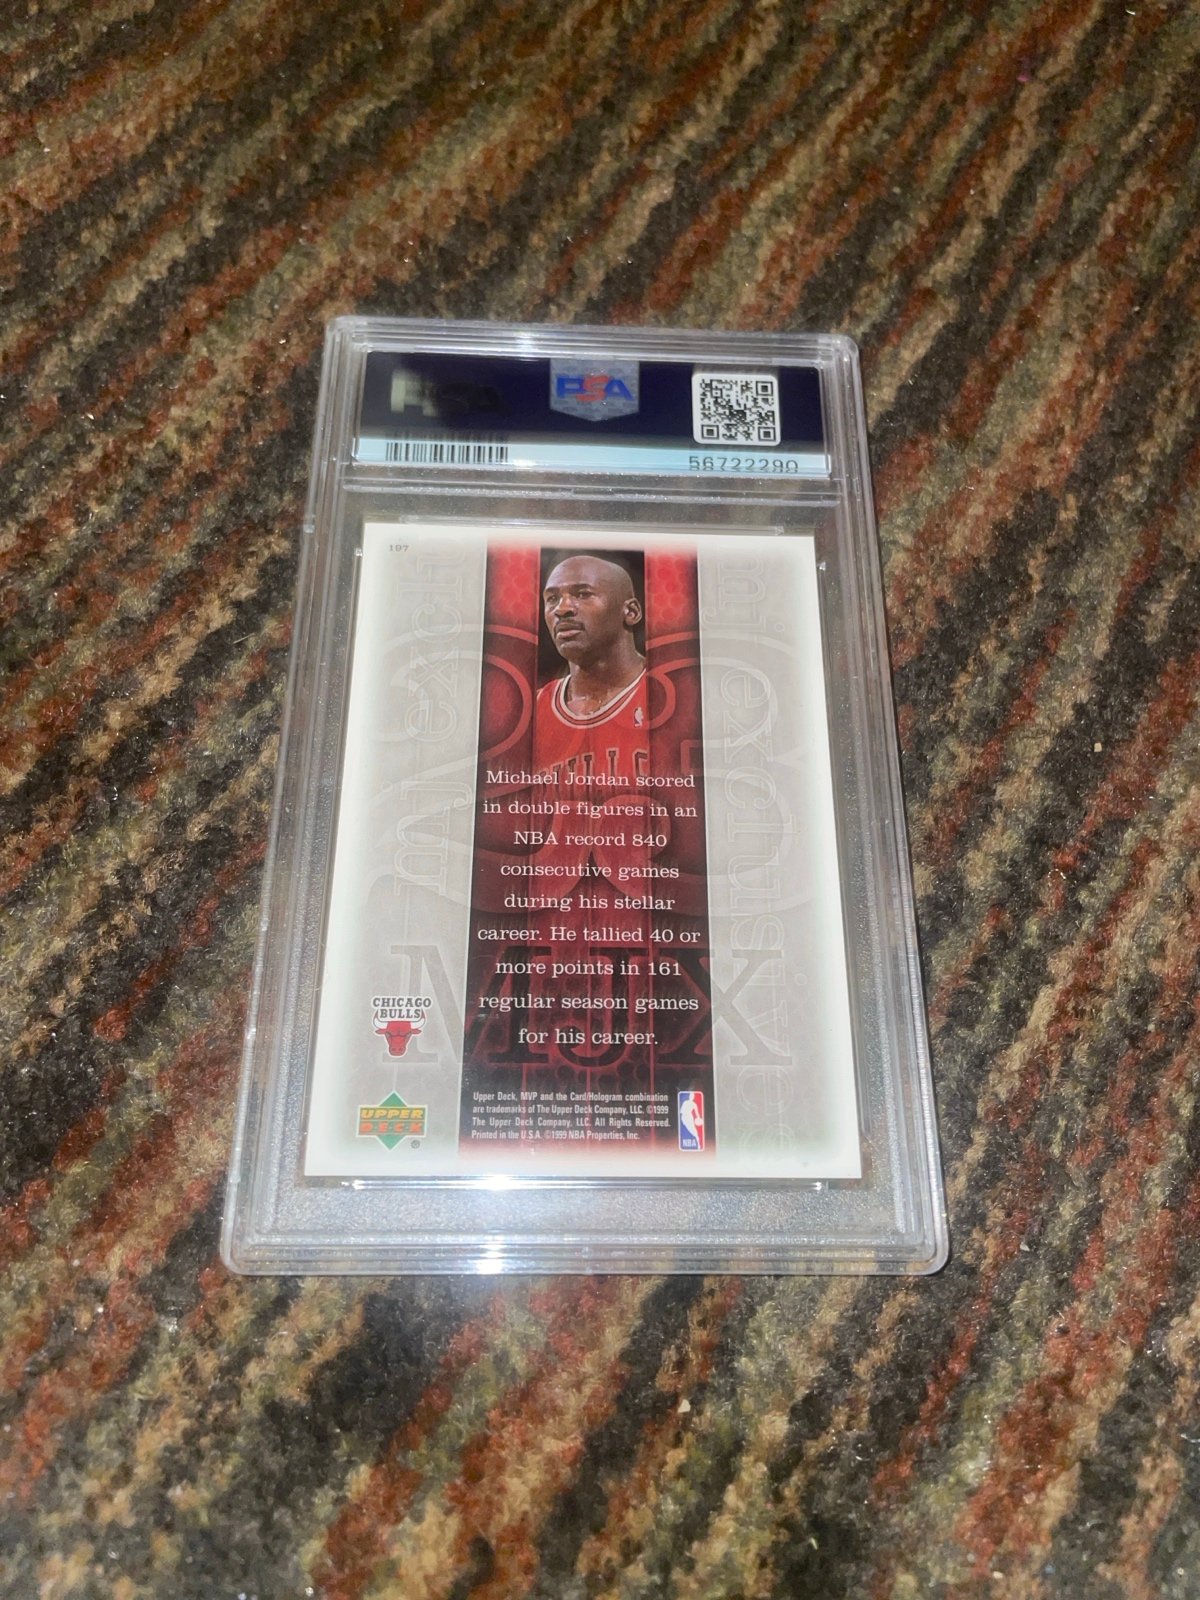 PSA
56722290
197
mj exclusives
mj exclusives
BULLS
Michael Jordan scored
in double figures in an
NBA record 840
consecutive games
during his stellar
career. He tallied 40 or
more points in 161
regular season games
for his career.
MJX
CHICAGO
BULLS
UPPER
DECK
®
Upper Deck, MVP and the Card/Hologram combination
are trademarks of The Upper Deck Company, LLC. ©1999
The Upper Deck Company, LLC. All Rights Reserved.
Printed in the U.S.A. ©1999 NBA Properties, Inc.
NBA